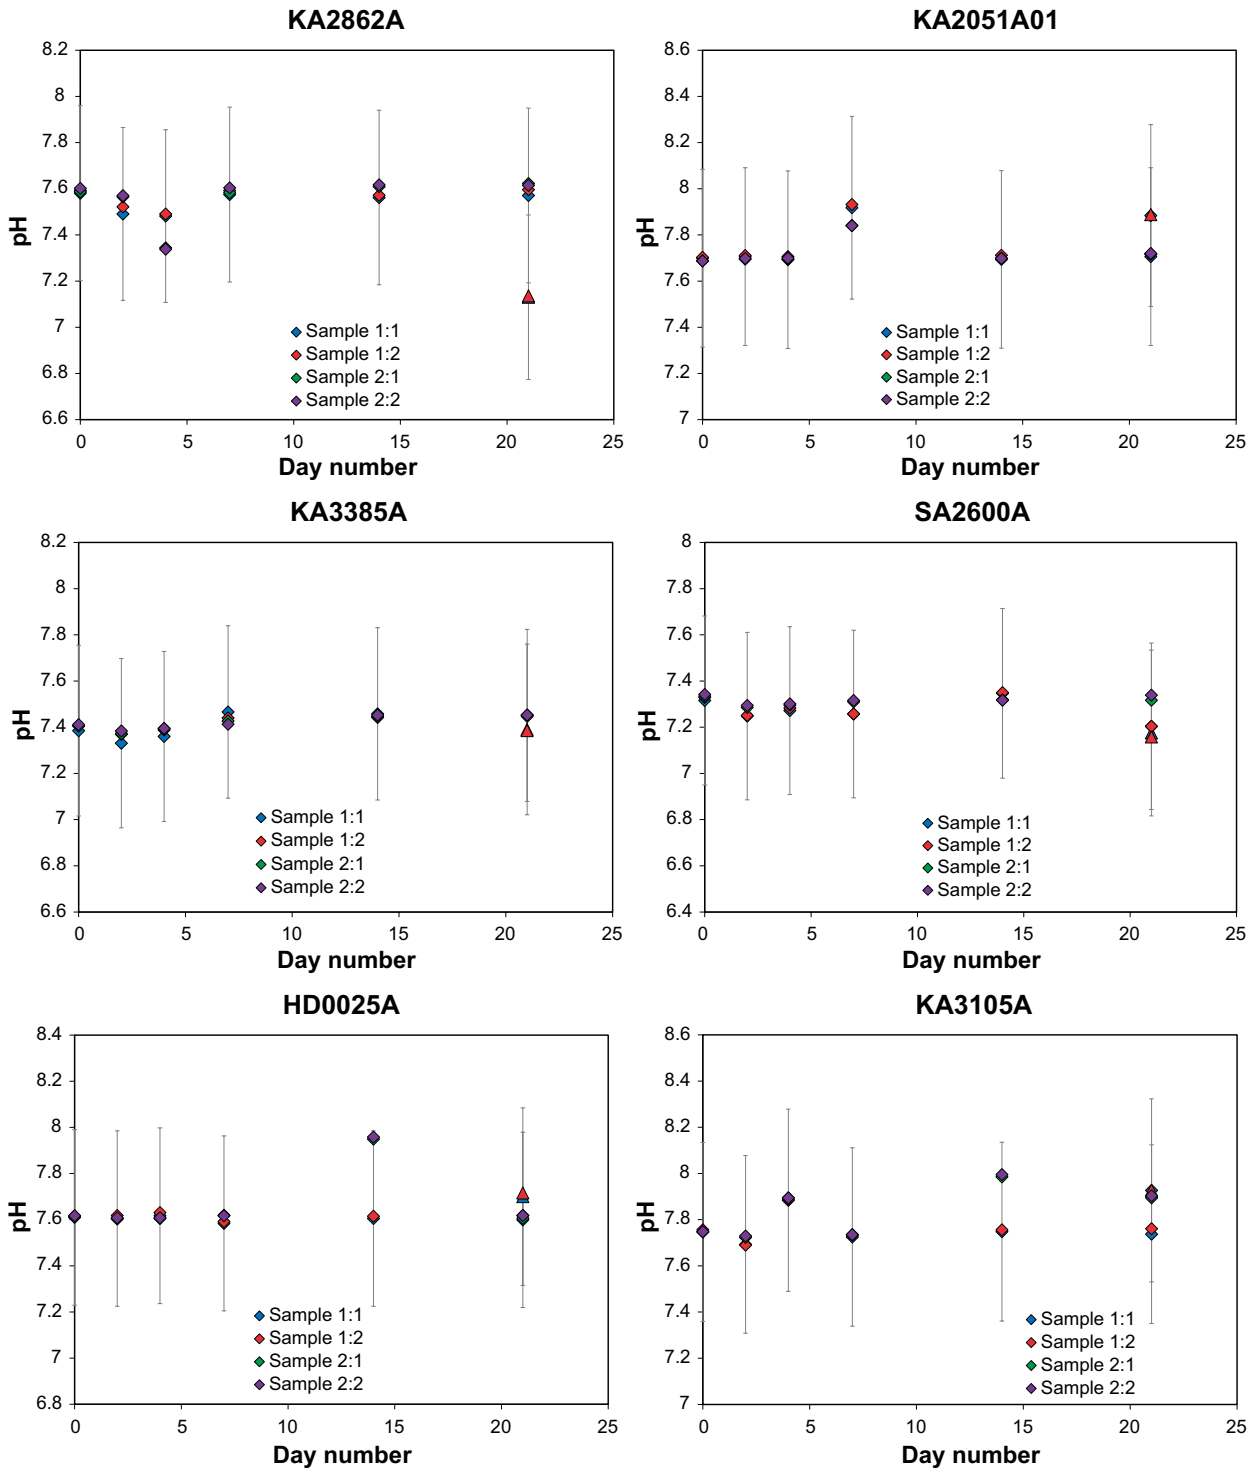 KA2862A
8.2
8
7.8
7.6
7.4
7.2
7
6.8
6.6
pH
Sample 1:1
Sample 1:2
Sample 2:1
Sample 2:2
0 5 10 15 20 25
Day number
KA2051A01
8.6
8.4
8.2
8
7.8
7.6
7.4
7.2
7
pH
Sample 1:1
Sample 1:2
Sample 2:1
Sample 2:2
0 5 10 15 20 25
Day number
KA3385A
8.2
8
7.8
7.6
7.4
7.2
7
6.8
6.6
pH
Sample 1:1
Sample 1:2
Sample 2:1
Sample 2:2
0 5 10 15 20 25
Day number
SA2600A
8
7.8
7.6
7.4
7.2
7
6.8
6.6
6.4
pH
Sample 1:1
Sample 1:2
Sample 2:1
Sample 2:2
0 5 10 15 20 25
Day number
HD0025A
8.4
8.2
8
7.8
7.6
7.4
7.2
7
6.8
pH
Sample 1:1
Sample 1:2
Sample 2:1
Sample 2:2
0 5 10 15 20 25
Day number
KA3105A
8.6
8.4
8.2
8
7.8
7.6
7.4
7.2
7
pH
Sample 1:1
Sample 1:2
Sample 2:1
Sample 2:2
0 5 10 15 20 25
Day number